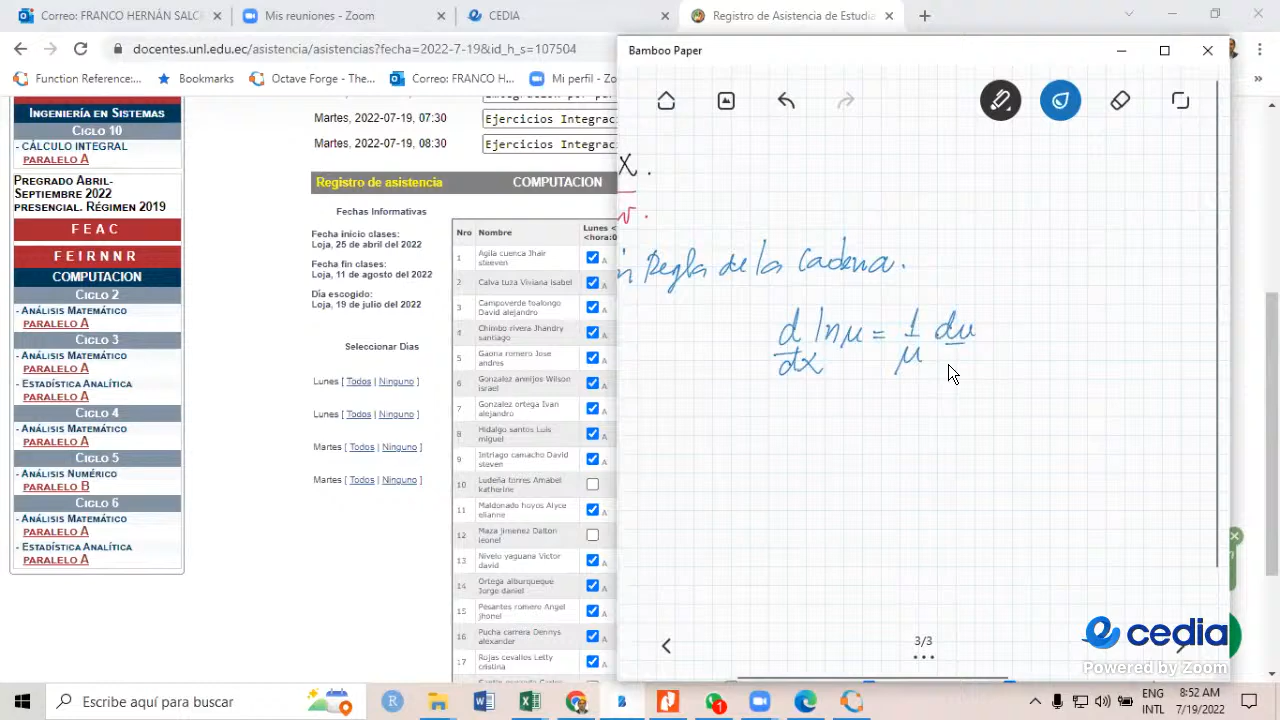 Correo: FRANCO HERNÁN SALC
Mis reuniones - Zoom
CEDIA
Registro de Asistencia de Estudia
docentes.unl.edu.ec/asistencia/asistencias?fecha=2022-7-19&id_h_s=107504
Function Reference:...
Bookmarks
Octave Forge - The...
Correo: FRANCO H...
Mi perfil - Zo
INGENIERÍA EN SISTEMAS
CICLO 10
- CÁLCULO INTEGRAL
PARALELO A
PREGRADO ABRIL-
SEPTIEMBRE 2022
PRESENCIAL. RÉGIMEN 2019
F E A C
F E I R N N R
COMPUTACION
CICLO 2
- ANÁLISIS MATEMÁTICO
PARALELO A
CICLO 3
- ANÁLISIS MATEMÁTICO
PARALELO A
- ESTADÍSTICA ANALÍTICA
PARALELO A
CICLO 4
- ANÁLISIS MATEMÁTICO
PARALELO A
CICLO 5
- ANÁLISIS NUMÉRICO
PARALELO B
CICLO 6
- ANÁLISIS MATEMÁTICO
PARALELO A
- ESTADÍSTICA ANALÍTICA
PARALELO A
Martes, 2022-07-19, 07:30
Martes, 2022-07-19, 08:30
Ejercicios Integrac
Registro de asistencia
COMPUTACION
Fechas Informativas
Fecha inicio clases:
Loja, 25 de abril del 2022
Fecha fin clases:
Loja, 11 de agosto del 2022
Día escogido:
Loja, 19 de julio del 2022
Seleccionar Días
Lunes [ Todos | Ninguno ]
Lunes [ Todos | Ninguno ]
Martes [ Todos | Ninguno ]
Martes [ Todos | Ninguno ]
Nro Nombre Lunes <
<hora:0
1 Agila cuenca Jhair
steeven A
2 Calva tuza Viviana Isabel A
3 Campoverde toalongo
David alejandro A
4 Chimbo rivera Jhandry
santiago A
5 Gaona romero Jose
andres A
6 Gonzalez armijos Wilson
israel A
7 Gonzalez ortega Ivan
alejandro A
8 Hidalgo santos Luis
miguel A
9 Intriago camacho David
steven A
10 Ludeña torres Amabel
katherine
11 Maldonado hoyos Alyce
elianne A
12 Maza jimenez Dalton
leonel
13 Nivelo yaguana Victor
david A
14 Ortega alburqueque
Jorge daniel A
15 Pesantes romero Angel
jhonel A
16 Pucha carrera Dennys
alexander A
17 Rojas cevallos Letty
cristina A
Bamboo Paper
x.
v.
n Regla de la Cadena.
d/dx ln μ = 1/μ du/d
3/3
cedia
Powered by Zoom
Escribe aquí para buscar
1
ENG
INTL
8:52 AM
7/19/2022